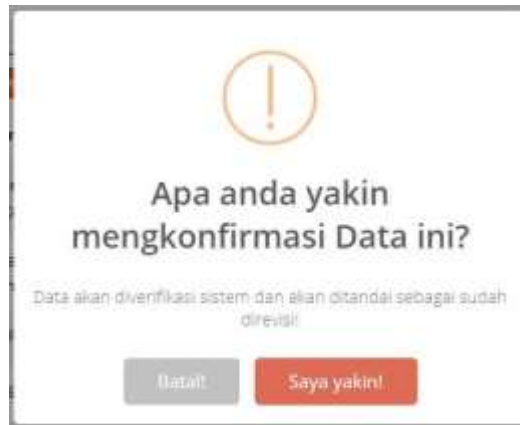 Apa anda yakin
mengkonfirmasi Data ini?
Data akan diverifikasi sistem dan akan ditandai sebagai sudah
direvisi!
Batal!
Saya yakin!